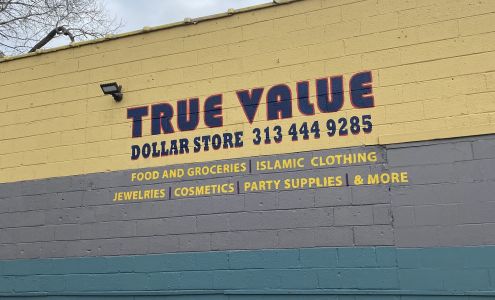 TRUE VALUE
DOLLAR STORE 313 444 9285
FOOD AND GROCERIES | ISLAMIC CLOTHING
JEWELRIES | COSMETICS | PARTY SUPPLIES | & MORE